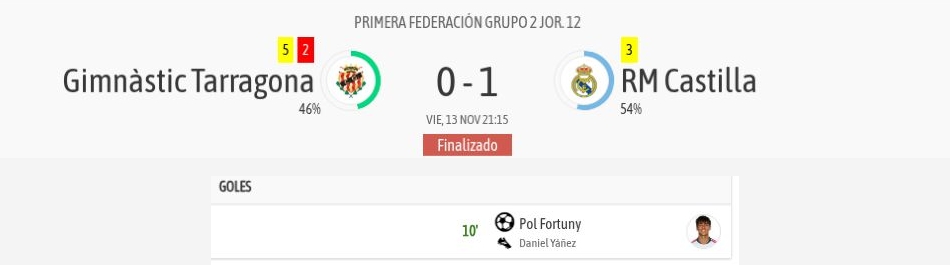 PRIMERA FEDERACIÓN GRUPO 2 JOR. 12
5 2
3
Gimnàstic Tarragona
0 - 1
RM Castilla
46%
54%
VIE, 13 NOV 21:15
Finalizado
GOLES
10' Pol Fortuny
Daniel Yáñez